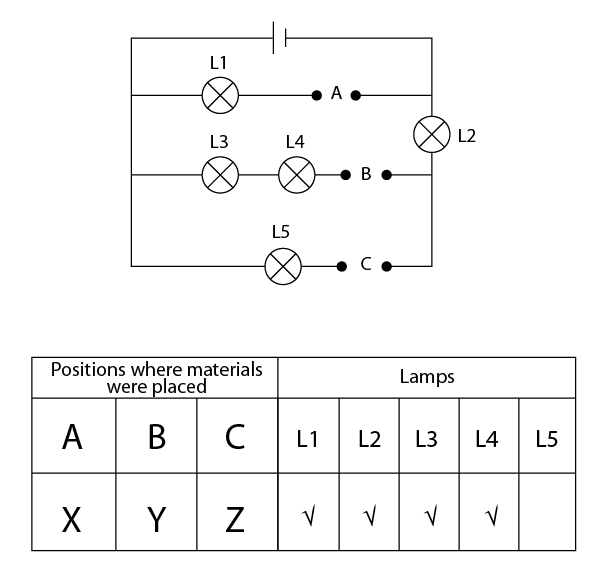 L1
A
L2
L3 L4
B
L5
C
Positions where materials
were placed
Lamps
A B C L1 L2 L3 L4 L5
X Y Z √ √ √ √